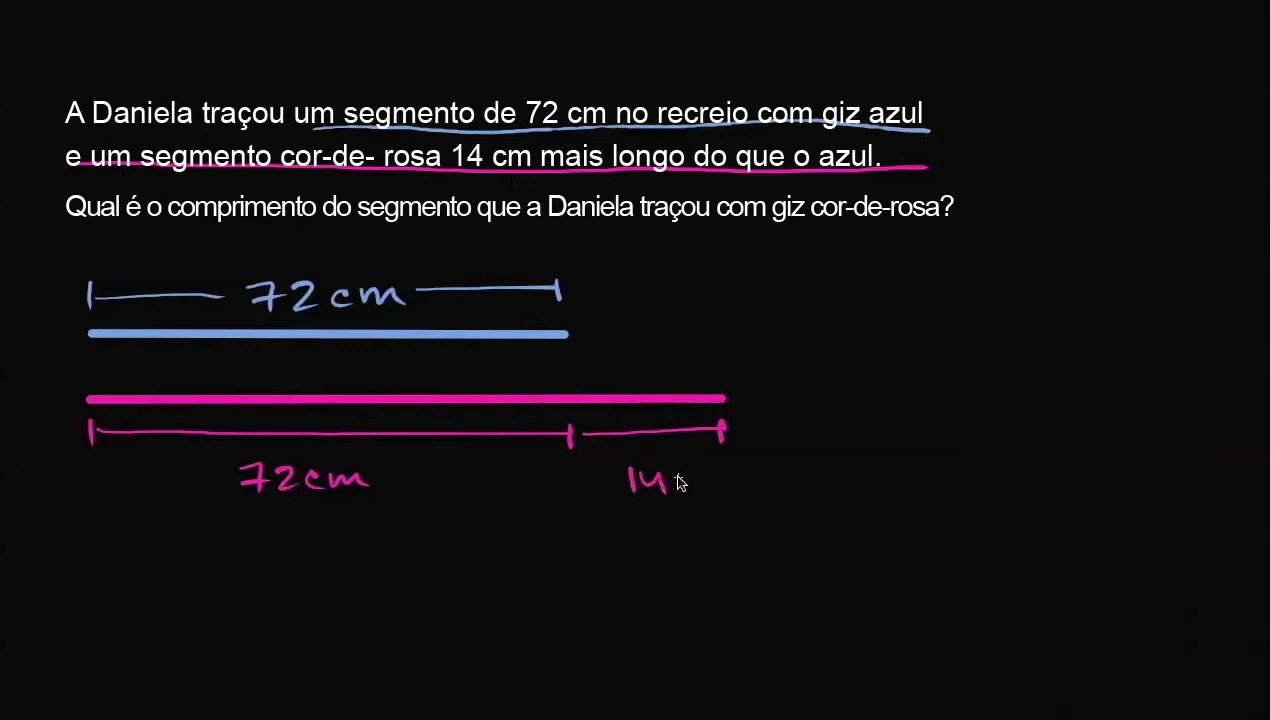 A Daniela traçou um segmento de 72 cm no recreio com giz azul
e um segmento cor-de- rosa 14 cm mais longo do que o azul.
Qual é o comprimento do segmento que a Daniela traçou com giz cor-de-rosa?
72 cm
72 cm 14